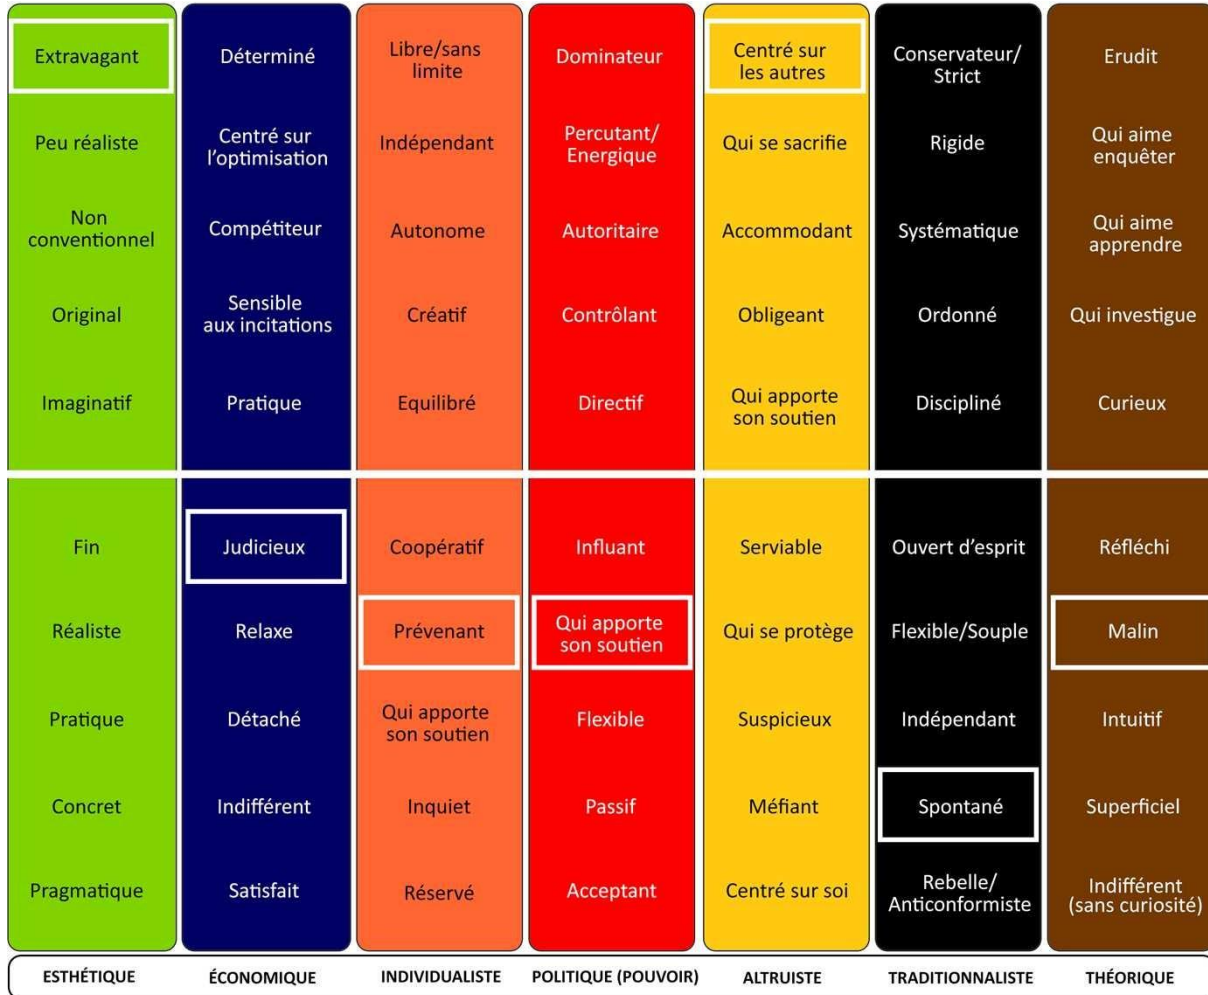 Extravagant
Peu réaliste
Non
conventionnel
Original
Imaginatif
Fin
Réaliste
Pratique
Concret
Pragmatique
ESTHÉTIQUE
Déterminé
Centré sur
l'optimisation
Compétiteur
Sensible
aux incitations
Pratique
Judicieux
Relaxe
Détaché
Indifférent
Satisfait
ÉCONOMIQUE
Libre/sans
limite
Indépendant
Autonome
Créatif
Equilibré
Coopératif
Prévenant
Qui apporte
son soutien
Inquiet
Réservé
INDIVIDUALISTE
Dominateur
Percutant/
Energique
Autoritaire
Contrôlant
Directif
Influant
Qui apporte
son soutien
Flexible
Passif
Acceptant
POLITIQUE (POUVOIR)
Centré sur
les autres
Qui se sacrifie
Accommodant
Obligeant
Qui apporte
son soutien
Serviable
Qui se protège
Suspicieux
Méfiant
Centré sur soi
ALTRUISTE
Conservateur/
Strict
Rigide
Systématique
Ordonné
Discipliné
Ouvert d'esprit
Flexible/Souple
Indépendant
Spontané
Rebelle/
Anticonformiste
TRADITIONNALISTE
Erudit
Qui aime
enquêter
Qui aime
apprendre
Qui investigue
Curieux
Réfléchi
Malin
Intuitif
Superficiel
Indifférent
(sans curiosité)
THÉORIQUE